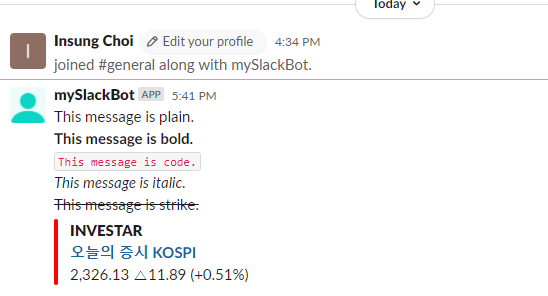 Today
I
Insung Choi Edit your profile 4:34 PM
joined #general along with mySlackBot.
mySlackBot APP 5:41 PM
This message is plain.
This message is bold.
This message is code.
This message is italic.
This message is strike.
INVESTAR
오늘의 증시 KOSPI
2,326.13 △11.89 (+0.51%)